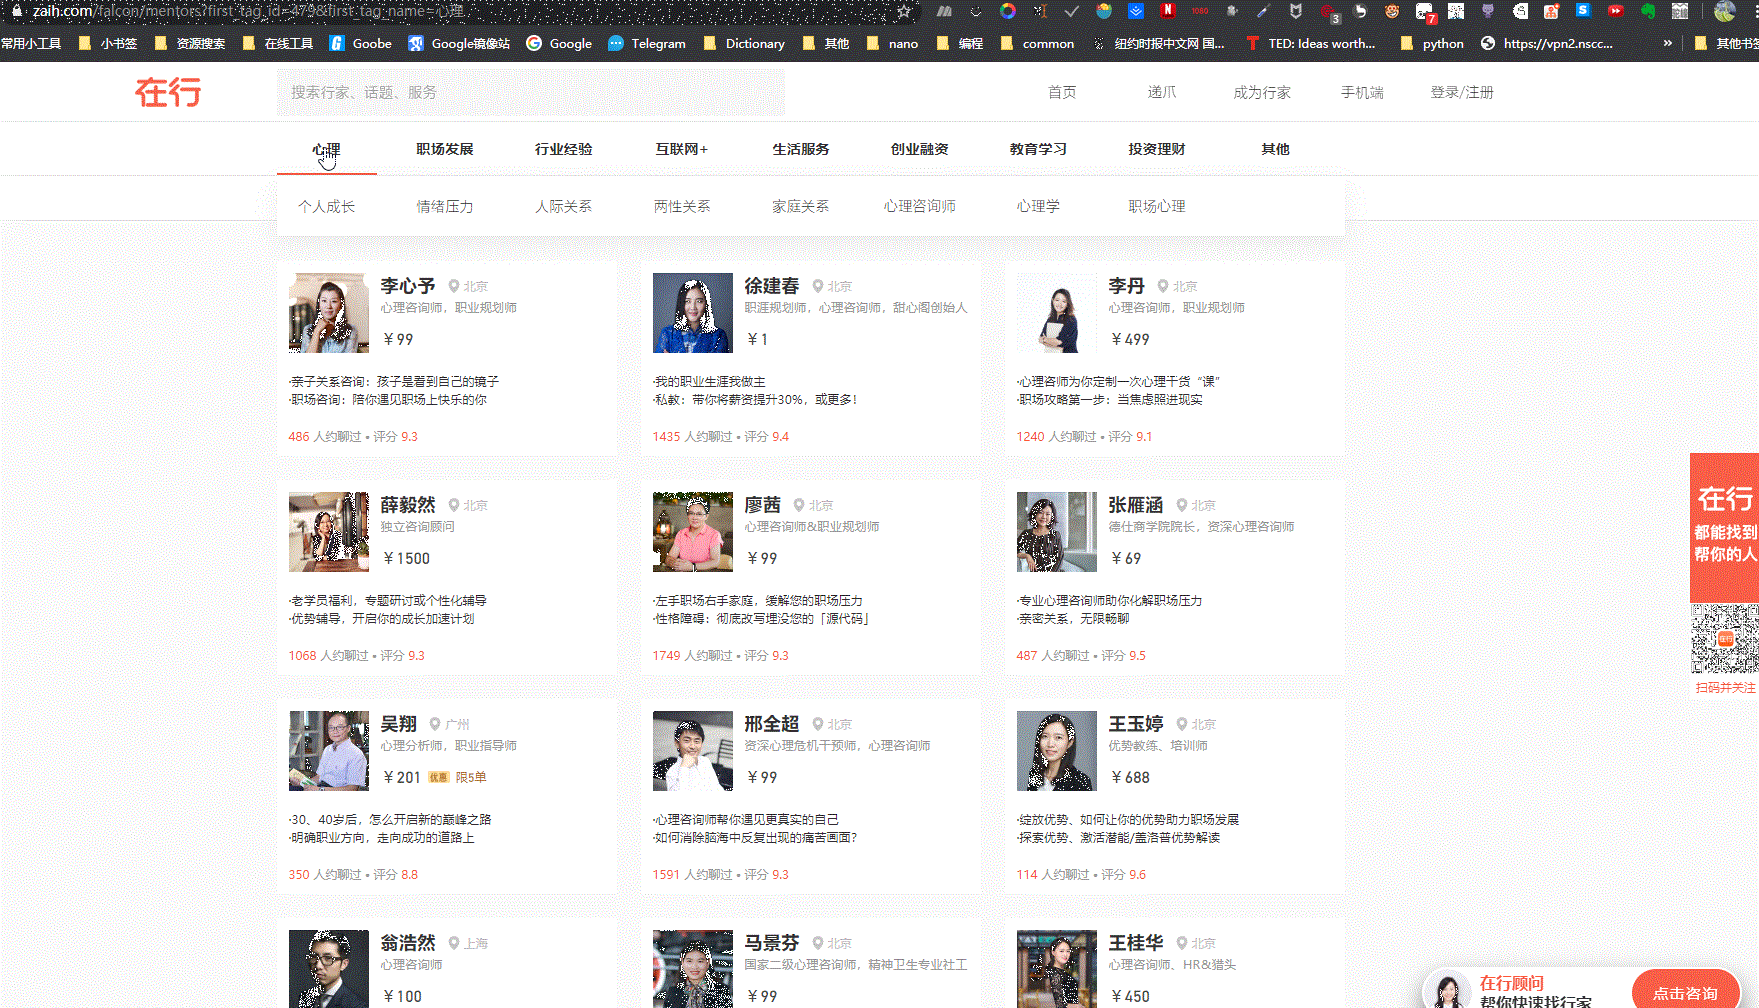 zaih.com/falcon/mentors?first_tag_id=479&first_tag_name=心理
3
7
常用小工具 小书签 资源搜索 在线工具 Goobe Google镜像站 Google Telegram Dictionary 其他 nano 编程 common 纽约时报中文网 国... TED: Ideas worth... python https://vpn2.nscc... » 其他书签
在行
搜索行家、话题、服务
首页 递爪 成为行家 手机端 登录/注册
心理 职场发展 行业经验 互联网+ 生活服务 创业融资 教育学习 投资理财 其他
个人成长 情绪压力 人际关系 两性关系 家庭关系 心理咨询师 心理学 职场心理
李心予 北京
心理咨询师，职业规划师
￥99
·亲子关系咨询：孩子是看到自己的镜子
·职场咨询：陪你遇见职场上快乐的你
486 人约聊过 • 评分 9.3
徐建春 北京
职涯规划师，心理咨询师，甜心阁创始人
￥1
·我的职业生涯我做主
·私教：带你将薪资提升30%，或更多！
1435 人约聊过 • 评分 9.4
李丹 北京
心理咨询师，职业规划师
￥499
·心理咨师为你定制一次心理干货“课”
·职场攻略第一步：当焦虑照进现实
1240 人约聊过 • 评分 9.1
薛毅然 北京
独立咨询顾问
￥1500
·老学员福利，专题研讨或个性化辅导
·优势辅导，开启你的成长加速计划
1068 人约聊过 • 评分 9.3
廖茜 北京
心理咨询师&职业规划师
￥99
·左手职场右手家庭，缓解您的职场压力
·性格障碍：彻底改写埋没您的「源代码」
1749 人约聊过 • 评分 9.3
张雁涵 北京
德仕商学院院长，资深心理咨询师
￥69
·专业心理咨询师助你化解职场压力
·亲密关系，无限畅聊
487 人约聊过 • 评分 9.5
吴翔 广州
心理分析师，职业指导师
￥201 优惠 限5单
·30、40岁后，怎么开启新的巅峰之路
·明确职业方向，走向成功的道路上
350 人约聊过 • 评分 8.8
邢全超 北京
资深心理危机干预师，心理咨询师
￥99
·心理咨询师帮你遇见更真实的自己
·如何消除脑海中反复出现的痛苦画面？
1591 人约聊过 • 评分 9.3
王玉婷 北京
优势教练、培训师
￥688
·绽放优势、如何让你的优势助力职场发展
·探索优势、激活潜能/盖洛普优势解读
114 人约聊过 • 评分 9.6
翁浩然 上海
心理咨询师
￥100
马景芬 北京
国家二级心理咨询师，精神卫生专业社工
￥99
王桂华 北京
心理咨询师、HR&猎头
￥450
在行
都能找到
帮你的人
扫码并关注
在行顾问
帮你快速找行家
点击咨询